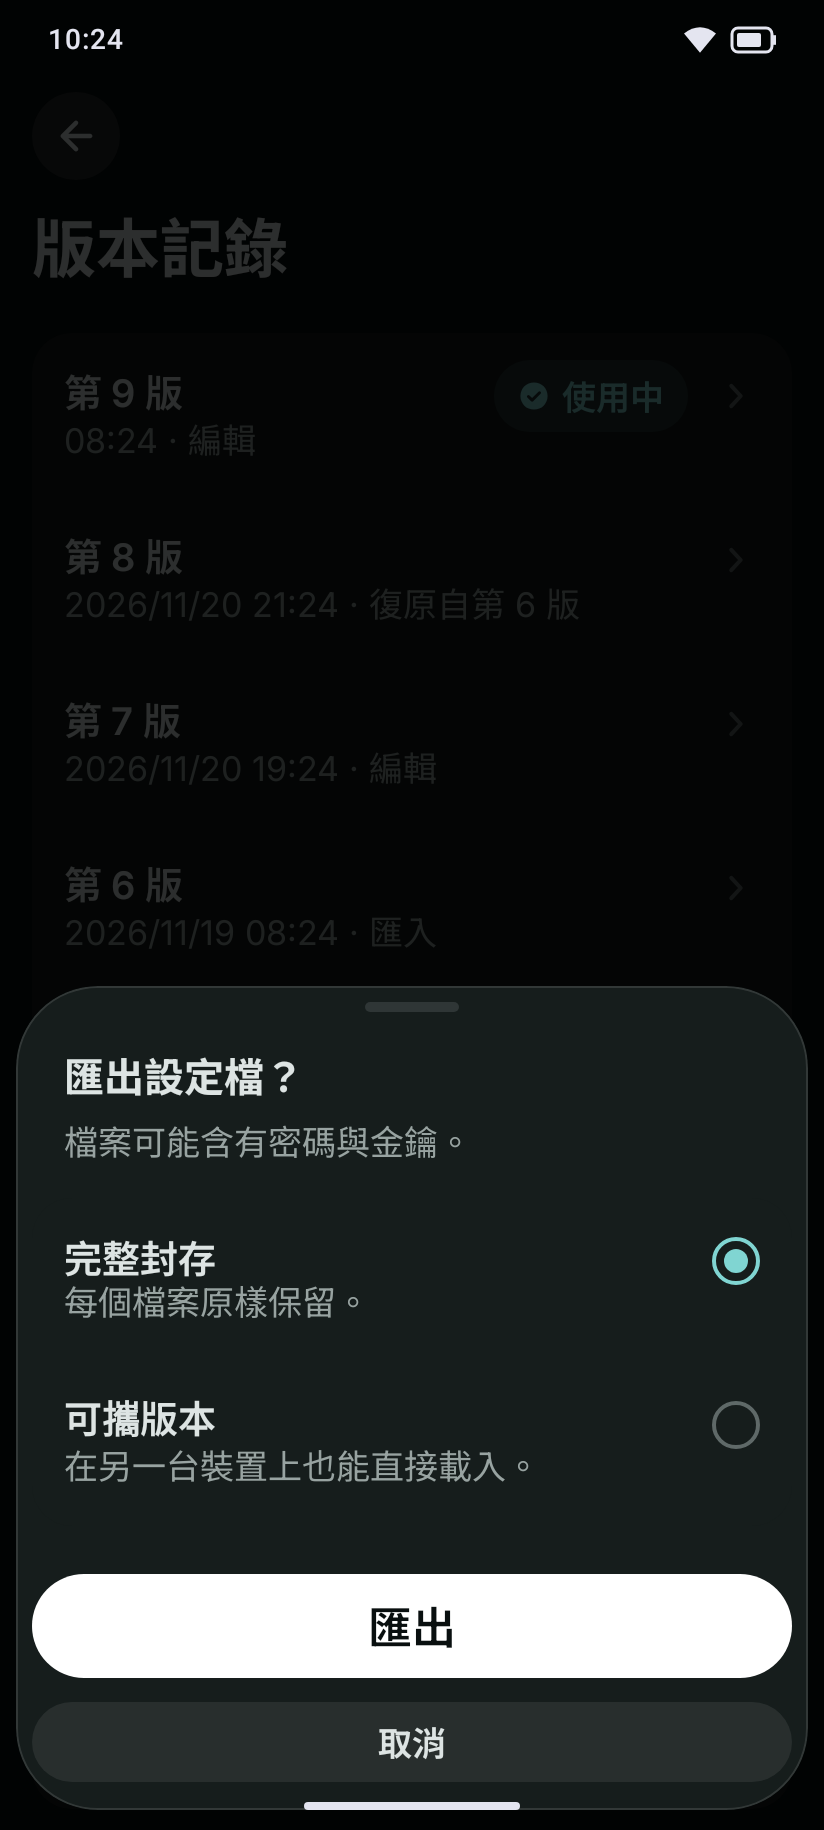 10:24
版本記錄
第 9 版
使用中
08:24 · 編輯
第 8 版
2026/11/20 21:24 · 復原自第 6 版
第 7 版
2026/11/20 19:24 · 編輯
第 6 版
2026/11/19 08:24 · 匯入
匯出設定檔？
檔案可能含有密碼與金鑰。
完整封存
每個檔案原樣保留。
可攜版本
在另一台裝置上也能直接載入。
匯出
取消